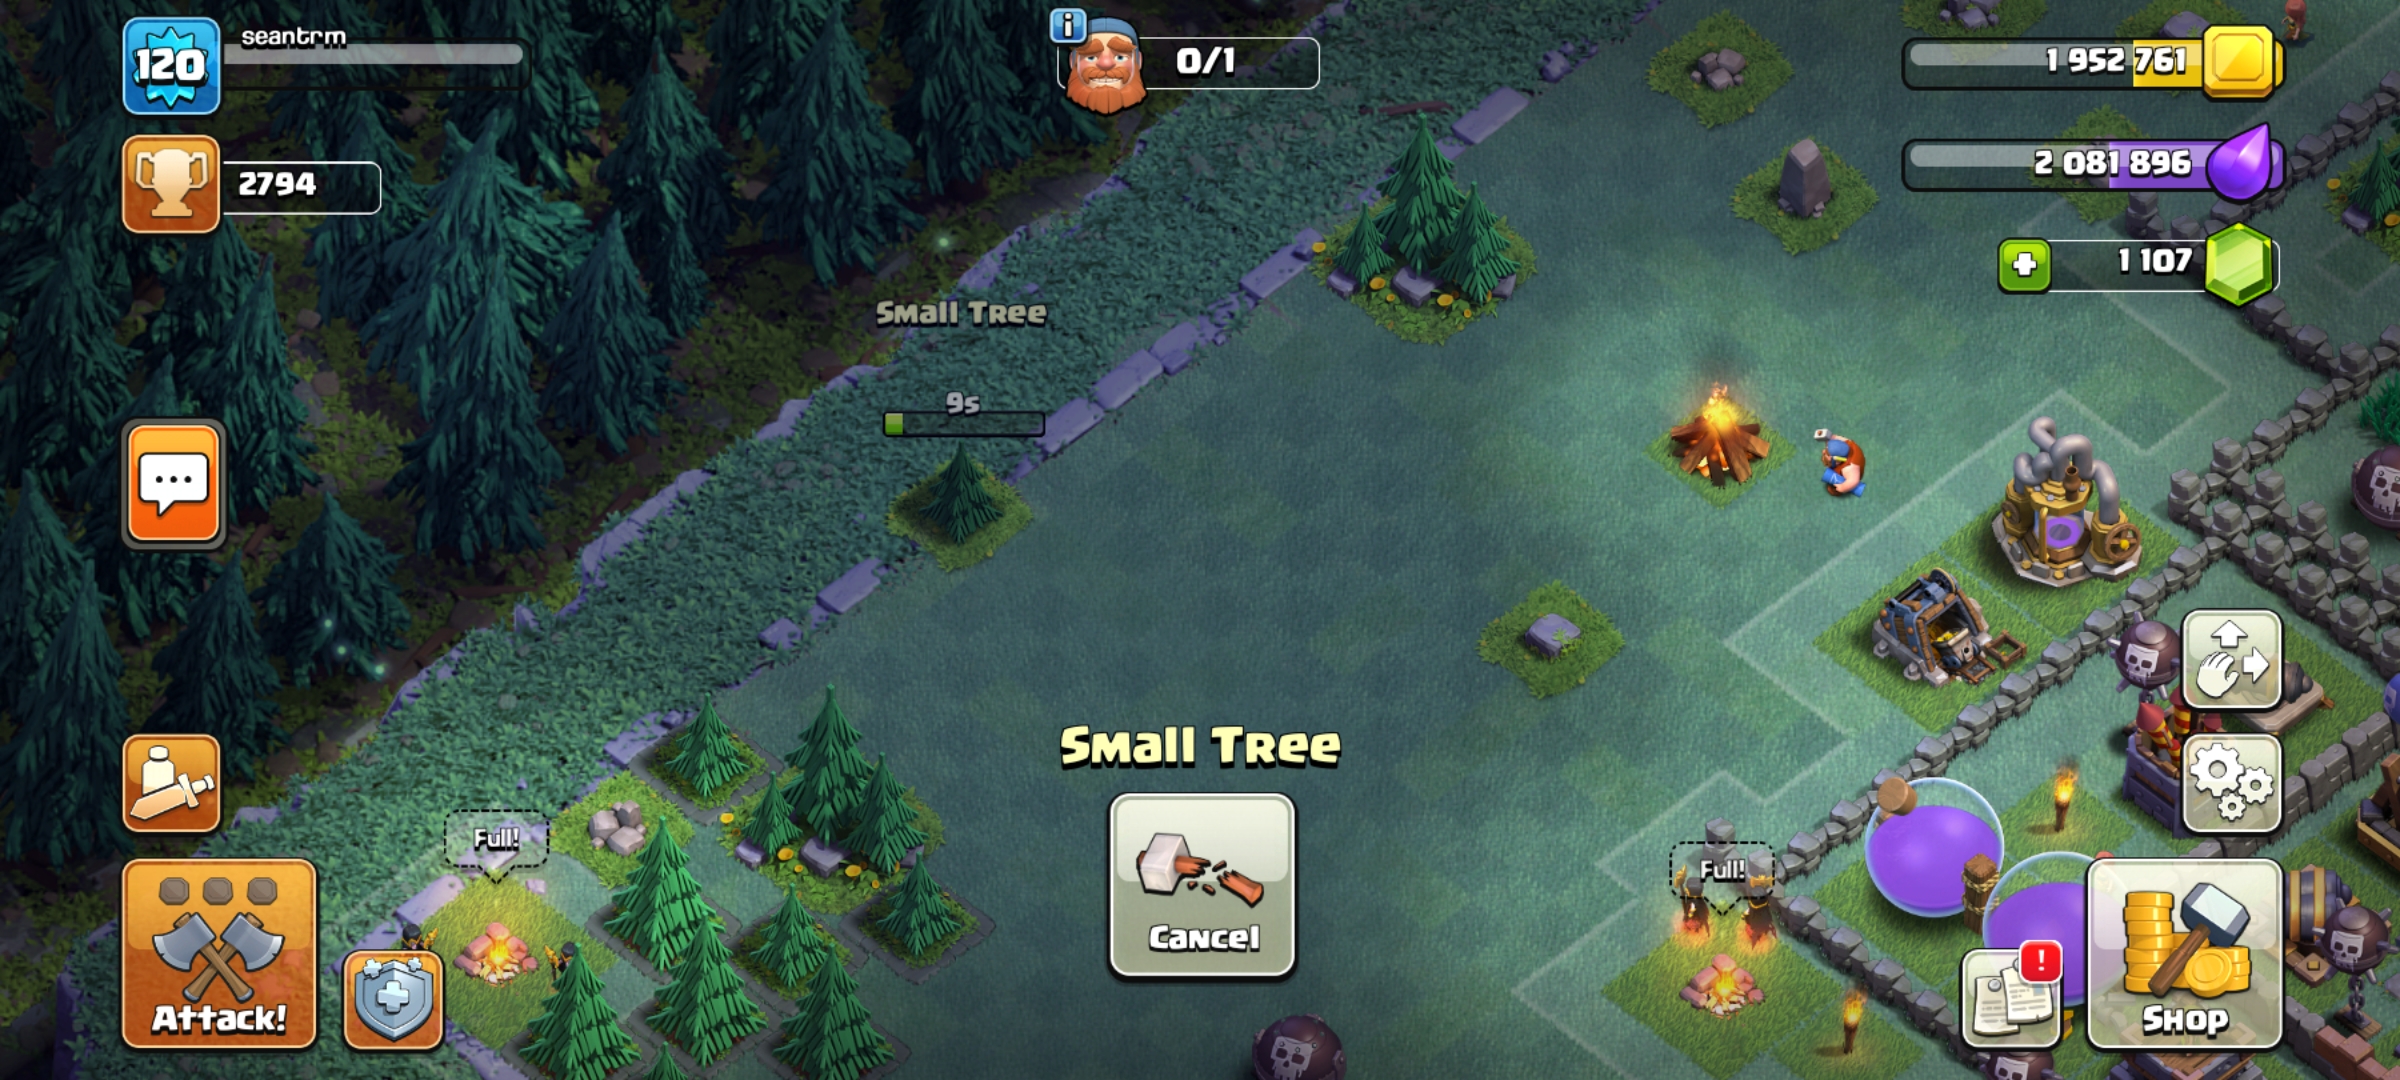 120
seantrm
0/1
1 952 761
2794
2 081 896
1 107
Small Tree
9s
Small Tree
Cancel
Full!
Full!
Attack!
!
Shop